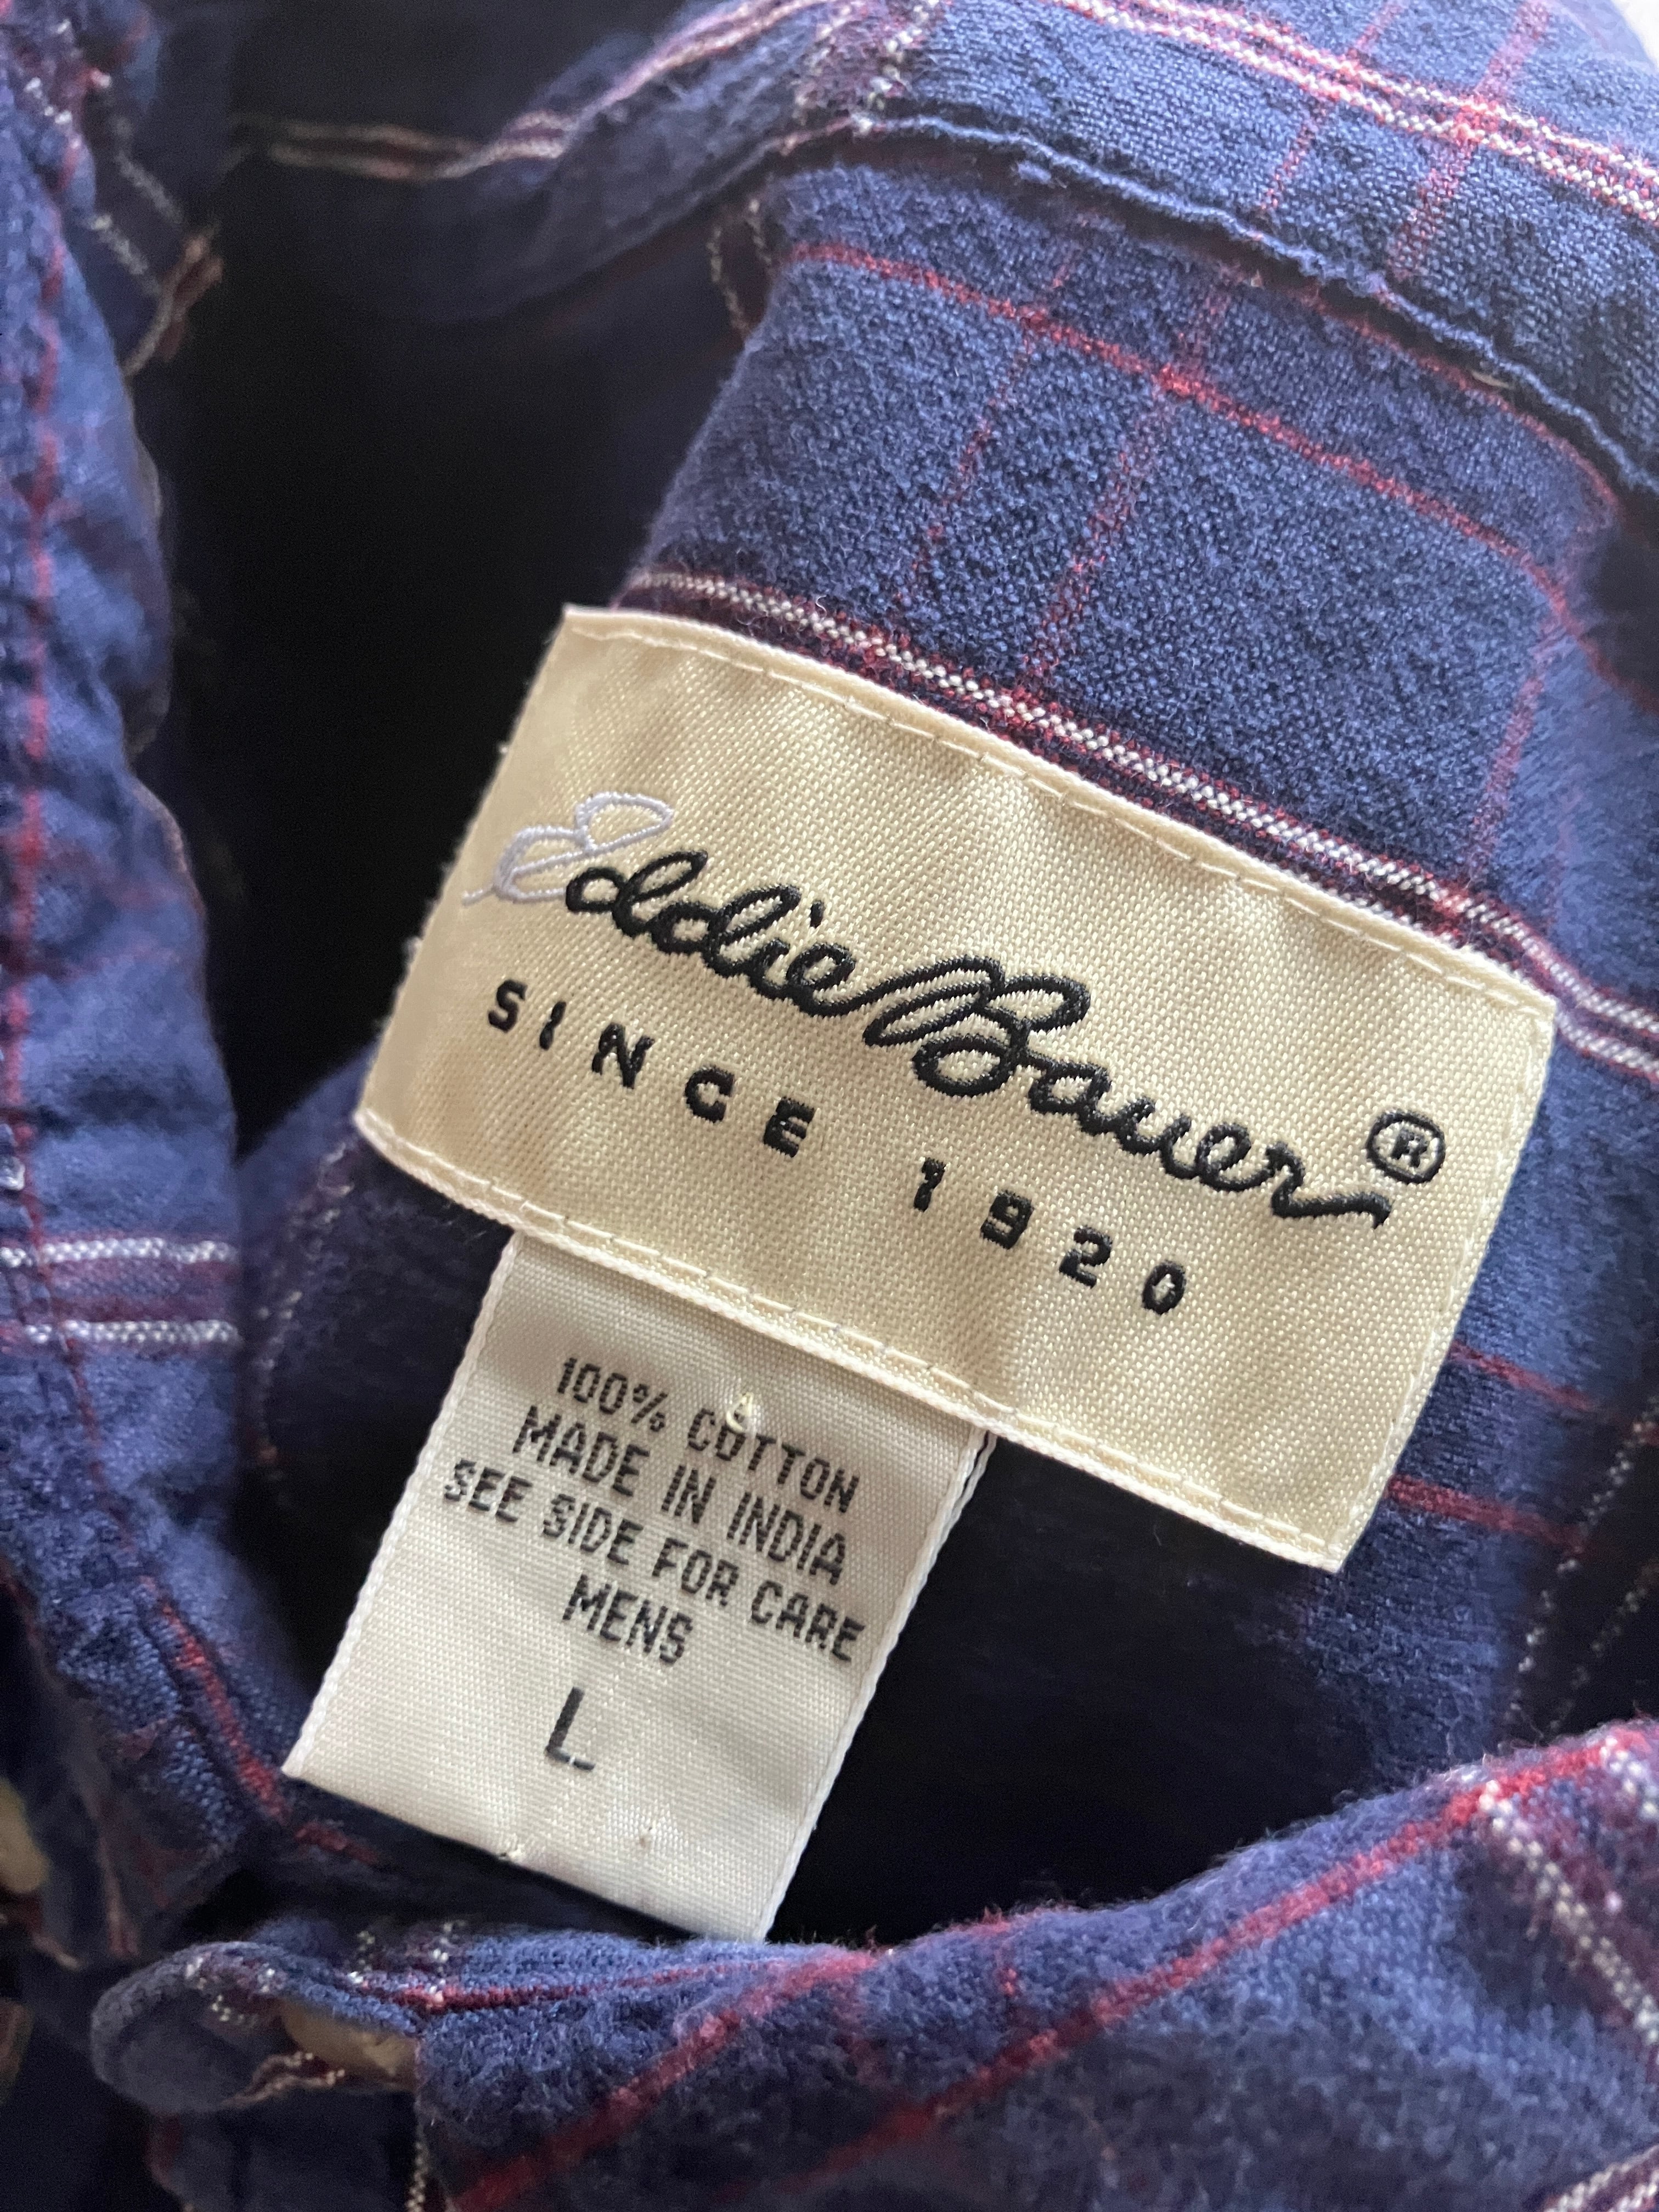 Eddie Bauer®
SINCE 1920
100% COTTON
MADE IN INDIA
SEE SIDE FOR CARE
MENS
L